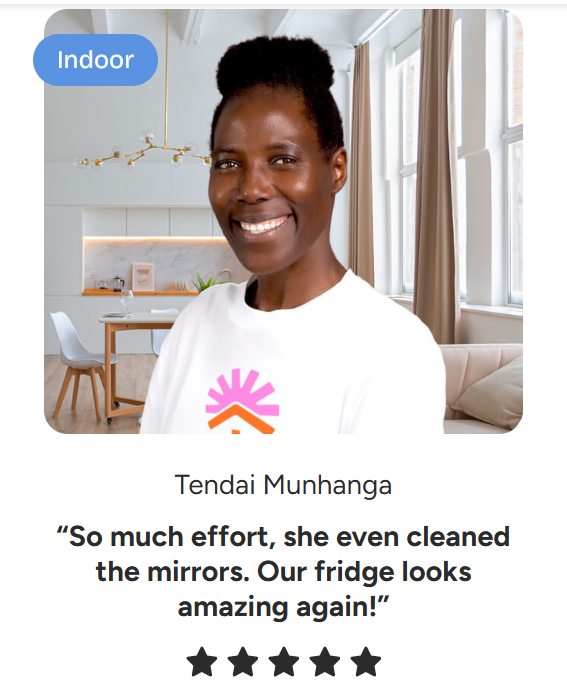 Indoor
Tendai Munhanga
“So much effort, she even cleaned
the mirrors. Our fridge looks
amazing again!”